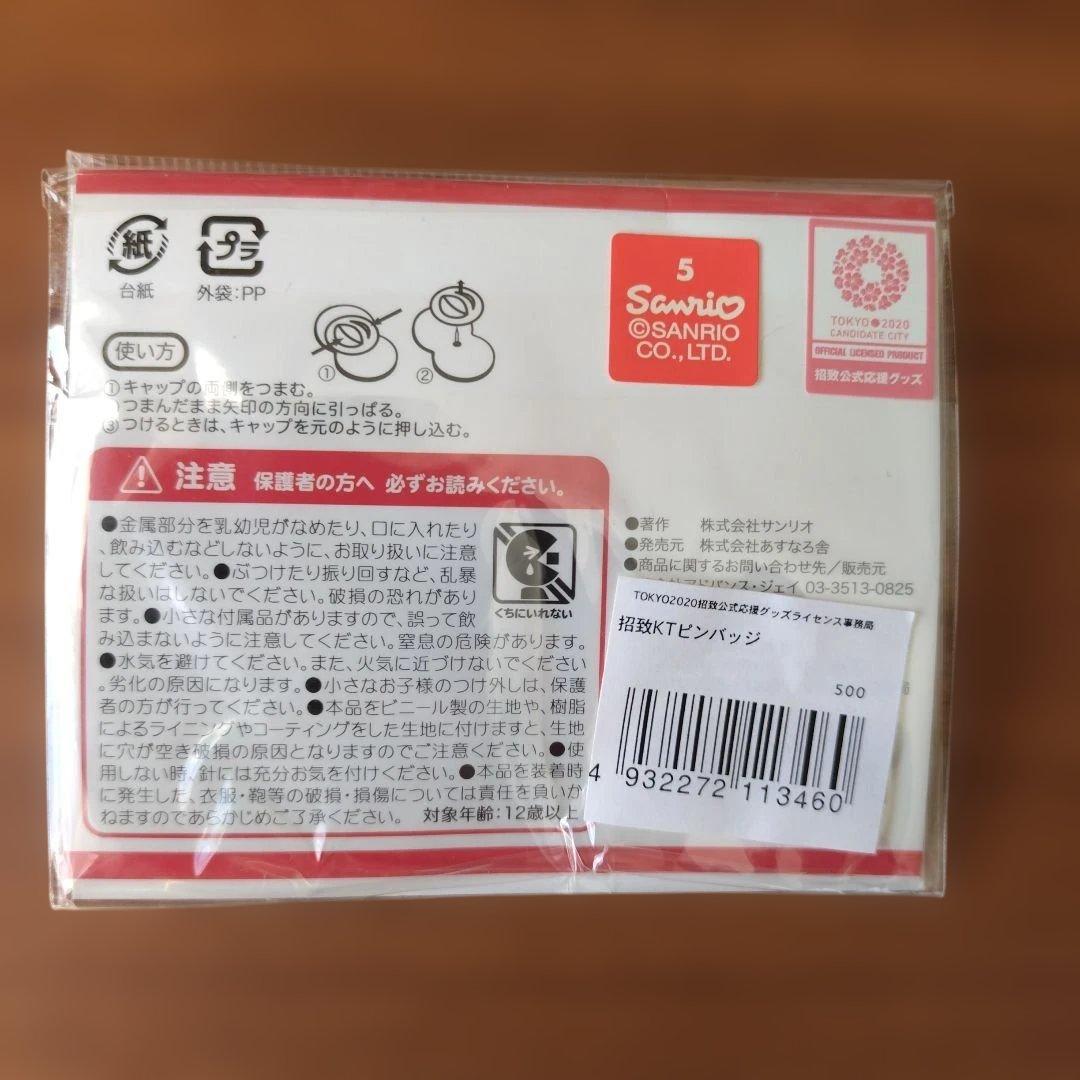 紙
台紙
プラ
外袋:PP
使い方
①
②
①キャップの両側をつまむ。
②つまんだまま矢印の方向に引っぱる。
③つけるときは、キャップを元のように押し込む。
5
Sanrio
©SANRIO
CO.,LTD.
TOKYO●2020
CANDIDATE CITY
OFFICIAL LICENSED PRODUCT
招致公式応援グッズ
注意 保護者の方へ 必ずお読みください。
●金属部分を乳幼児がなめたり、口に入れたり
、飲み込むなどしないように、お取り扱いに注意
してください。●ぶつけたり振り回すなど、乱暴
な扱いはしないでください。破損の恐れがあり
ます。●小さな付属品がありますので、誤って飲
み込まないように注意してください。窒息の危険があります。
●水気を避けてください。また、火気に近づけないでください
。劣化の原因になります。●小さなお子様のつけ外しは、保護
者の方が行ってください。●本品をビニール製の生地や、樹脂
によるライニングやコーティングをした生地に付けますと、生地
に穴が空き破損の原因となりますのでご注意ください。●使
用しない時、針には充分お気を付けください。●本品を装着時
に発生した、衣服・鞄等の破損・損傷については責任を負いか
ねますのであらかじめご了承ください。 対象年齢:12歳以上
くちにいれない
●著作 株式会社サンリオ
●発売元 株式会社あすなろ舎
●商品に関するお問い合わせ先／販売元
アドバンス・ジェイ 03-3513-0825
TOKYO2020招致公式応援グッズライセンス事務局
招致KTピンバッジ
500
4 932272 113460